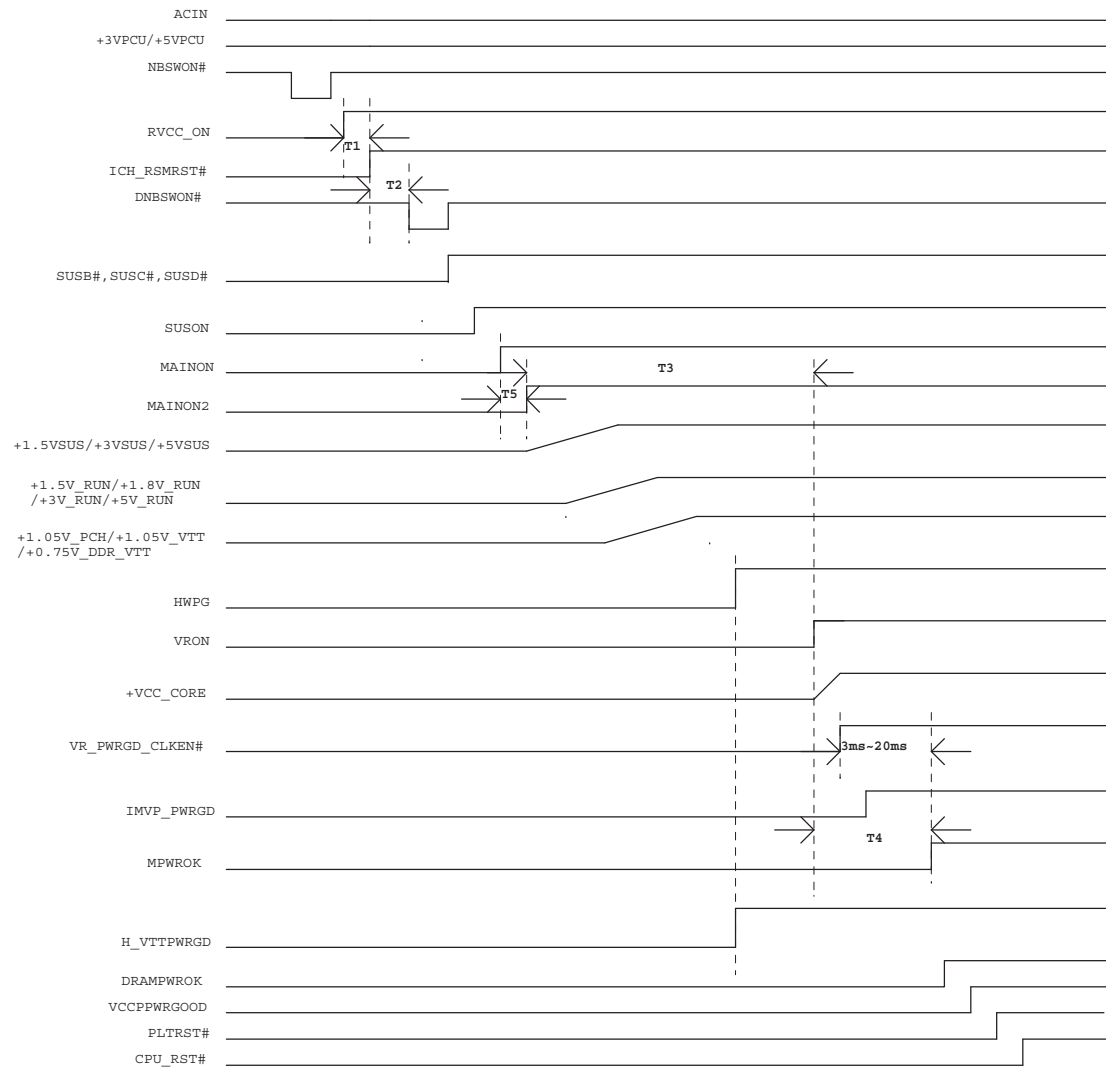 ACIN
+3VPCU/+5VPCU
NBSWON#
RVCC_ON
T1
ICH_RSMRST#
T2
DNBSWON#
SUSB#,SUSC#,SUSD#
SUSON
MAINON
T3
T5
MAINON2
+1.5VSUS/+3VSUS/+5VSUS
+1.5V_RUN/+1.8V_RUN
/+3V_RUN/+5V_RUN
+1.05V_PCH/+1.05V_VTT
/+0.75V_DDR_VTT
HWPG
VRON
+VCC_CORE
VR_PWRGD_CLKEN#
3ms~20ms
IMVP_PWRGD
T4
MPWROK
H_VTTPWRGD
DRAMPWROK
VCCPPWRGOOD
PLTRST#
CPU_RST#